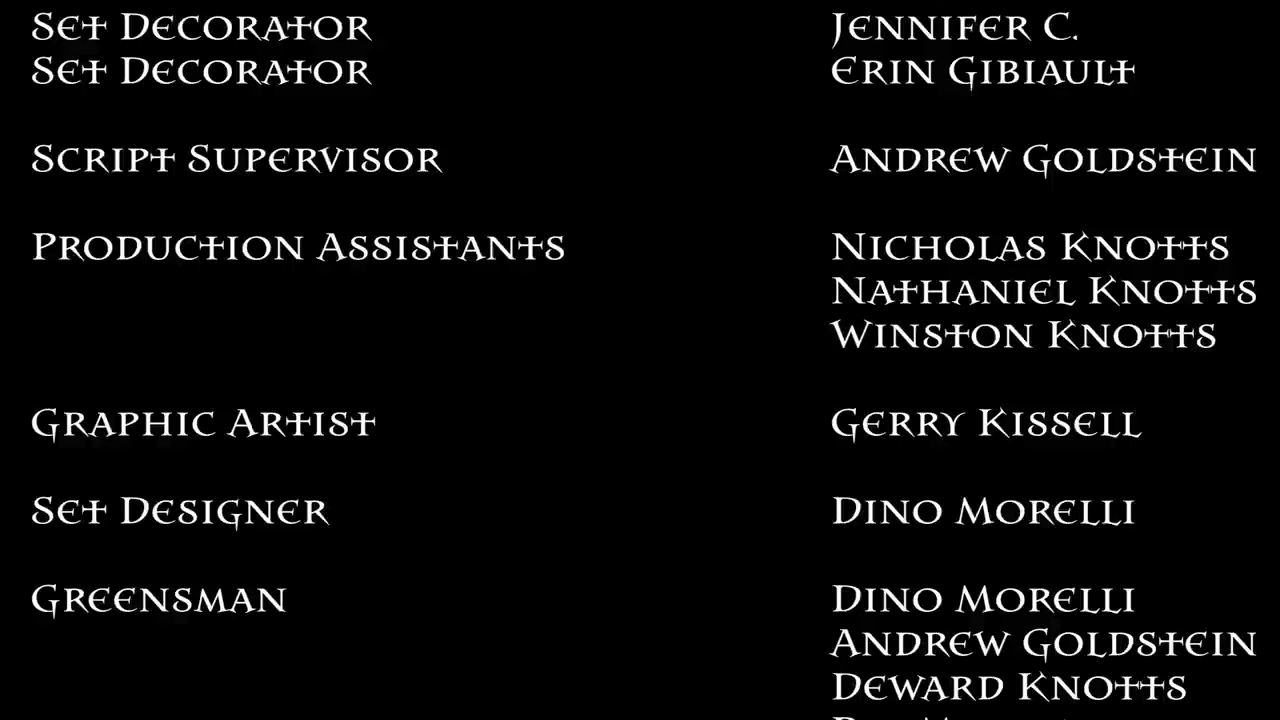 Set Decorator Jennifer C.
Set Decorator Erin Gibiault
Script Supervisor Andrew Goldstein
Production Assistants Nicholas Knotts
Nathaniel Knotts
Winston Knotts
Graphic Artist Gerry Kissell
Set Designer Dino Morelli
Greensman Dino Morelli
Andrew Goldstein
Deward Knotts